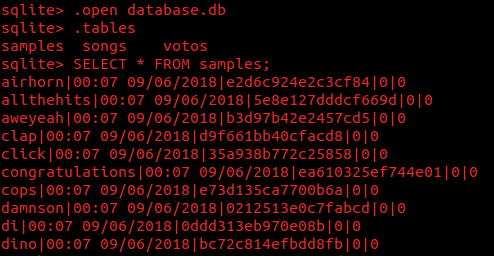 sqlite> .open database.db
sqlite> .tables
samples  songs    votos
sqlite> SELECT * FROM samples;
airhorn|00:07 09/06/2018|e2d6c924e2c3cf84|0|0
allthehits|00:07 09/06/2018|5e8e127dddcf669d|0|0
aweyeah|00:07 09/06/2018|b3d97b42e2457cd5|0|0
clap|00:07 09/06/2018|d9f661bb40cfacd8|0|0
click|00:07 09/06/2018|35a938b772c25858|0|0
congratulations|00:07 09/06/2018|ea610325ef744e01|0|0
cops|00:07 09/06/2018|e73d135ca7700b6a|0|0
damnson|00:07 09/06/2018|0212513e0c7fabcd|0|0
di|00:07 09/06/2018|0ddd313eb970e08b|0|0
dino|00:07 09/06/2018|bc72c814efbdd8fb|0|0